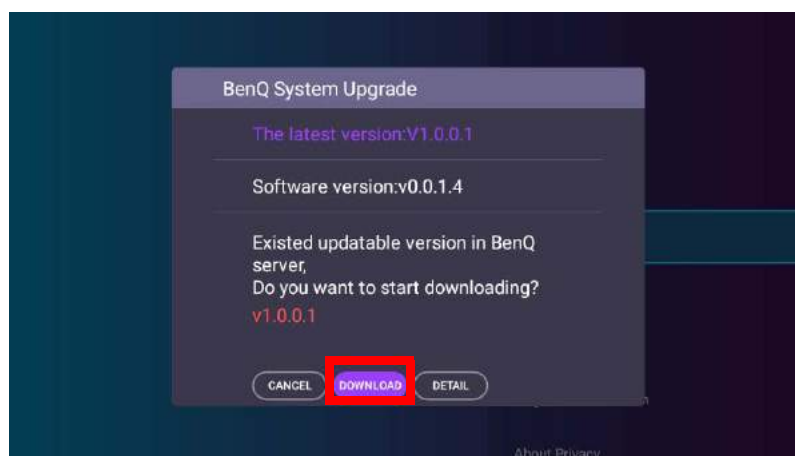 BenQ System Upgrade
The latest version:V1.0.0.1
Software version:v0.0.1.4
Existed updatable version in BenQ
server,
Do you want to start downloading?
v1.0.0.1
CANCEL DOWNLOAD DETAIL
About Privacy